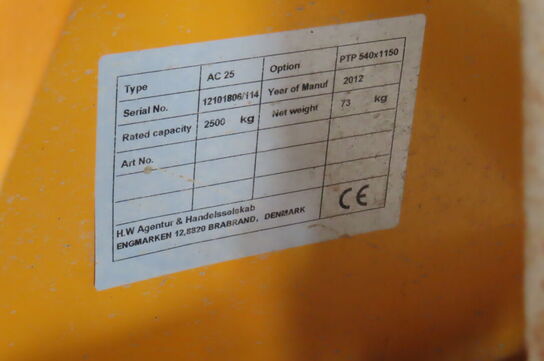 Type AC 25 Option PTP 540x1150
Serial No. 12101806/114 Year of Manuf 2012
Rated capacity 2500 kg Net weight 73 kg
Art No.
H.W Agentur & Handelsselskab
ENGMARKEN 12,8820 BRABRAND, DENMARK
CE